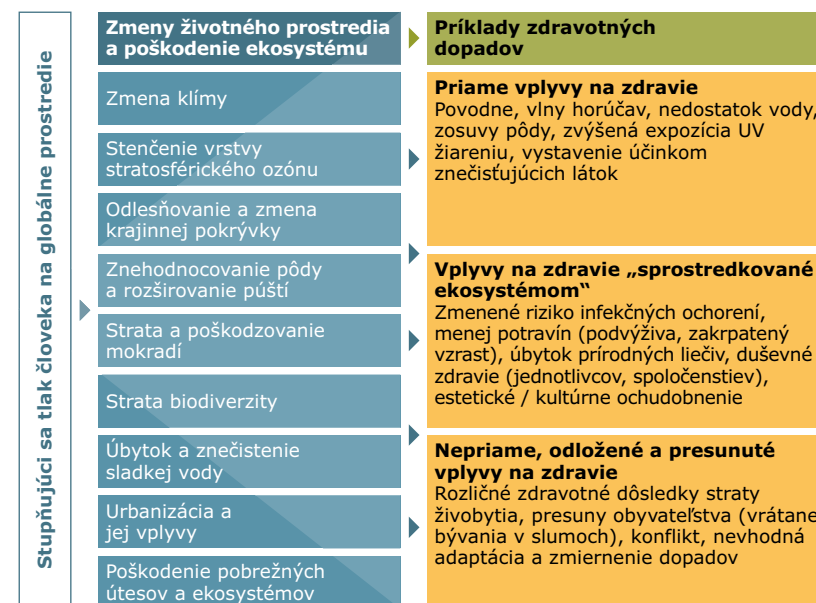 Stupňujúci sa tlak človeka na globálne prostredie
Zmeny životného prostredia
a poškodenie ekosystému
Zmena klímy
Stenčenie vrstvy
stratosférického ozónu
Odlesňovanie a zmena
krajinnej pokrývky
Znehodnocovanie pôdy
a rozširovanie púští
Strata a poškodzovanie
mokradí
Strata biodiverzity
Úbytok a znečistenie
sladkej vody
Urbanizácia a
jej vplyvy
Poškodenie pobrežných
útesov a ekosystémov
Príklady zdravotných
dopadov
Priame vplyvy na zdravie
Povodne, vlny horúčav, nedostatok vody,
zosuvy pôdy, zvýšená expozícia UV
žiareniu, vystavenie účinkom
znečisťujúcich látok
Vplyvy na zdravie „sprostredkované
ekosystémom“
Zmenené riziko infekčných ochorení,
menej potravín (podvýživa, zakrpatený
vzrast), úbytok prírodných liečiv, duševné
zdravie (jednotlivcov, spoločenstiev),
estetické / kultúrne ochudobnenie
Nepriame, odložené a presunuté
vplyvy na zdravie
Rozličné zdravotné dôsledky straty
živobytia, presuny obyvateľstva (vrátane
bývania v slumoch), konflikt, nevhodná
adaptácia a zmiernenie dopadov